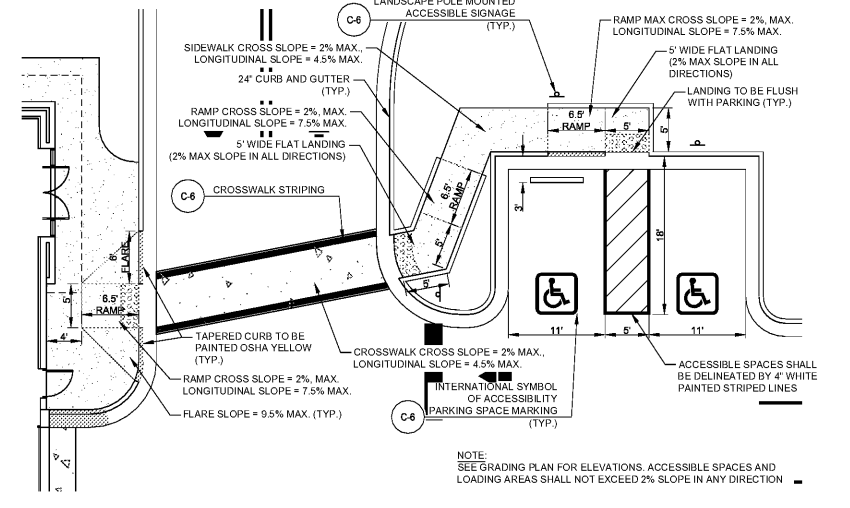 LANDSCAPE POLE MOUNTED
ACCESSIBLE SIGNAGE
(TYP.)
C-6
RAMP MAX CROSS SLOPE = 2%, MAX.
LONGITUDINAL SLOPE = 7.5% MAX.
SIDEWALK CROSS SLOPE = 2% MAX.,
LONGITUDINAL SLOPE = 4.5% MAX.
5' WIDE FLAT LANDING
(2% MAX SLOPE IN ALL
DIRECTIONS)
24" CURB AND GUTTER
(TYP.)
LANDING TO BE FLUSH
WITH PARKING (TYP.)
RAMP CROSS SLOPE = 2%, MAX.
LONGITUDINAL SLOPE = 7.5% MAX.
6.5'
RAMP
5'
5'
5' WIDE FLAT LANDING
(2% MAX SLOPE IN ALL DIRECTIONS)
C-6
CROSSWALK STRIPING
6.5'
RAMP
5'
5'
3'
18'
6'
FLARE
5'
6.5'
RAMP
4'
11'
5'
11'
TAPERED CURB TO BE
PAINTED OSHA YELLOW
(TYP.)
CROSSWALK CROSS SLOPE = 2% MAX.,
LONGITUDINAL SLOPE = 4.5% MAX.
RAMP CROSS SLOPE = 2%, MAX.
LONGITUDINAL SLOPE = 7.5% MAX.
ACCESSIBLE SPACES SHALL
BE DELINEATED BY 4" WHITE
PAINTED STRIPED LINES
INTERNATIONAL SYMBOL
OF ACCESSIBILITY
PARKING SPACE MARKING
(TYP.)
C-6
FLARE SLOPE = 9.5% MAX. (TYP.)
NOTE:
SEE GRADING PLAN FOR ELEVATIONS. ACCESSIBLE SPACES AND
LOADING AREAS SHALL NOT EXCEED 2% SLOPE IN ANY DIRECTION